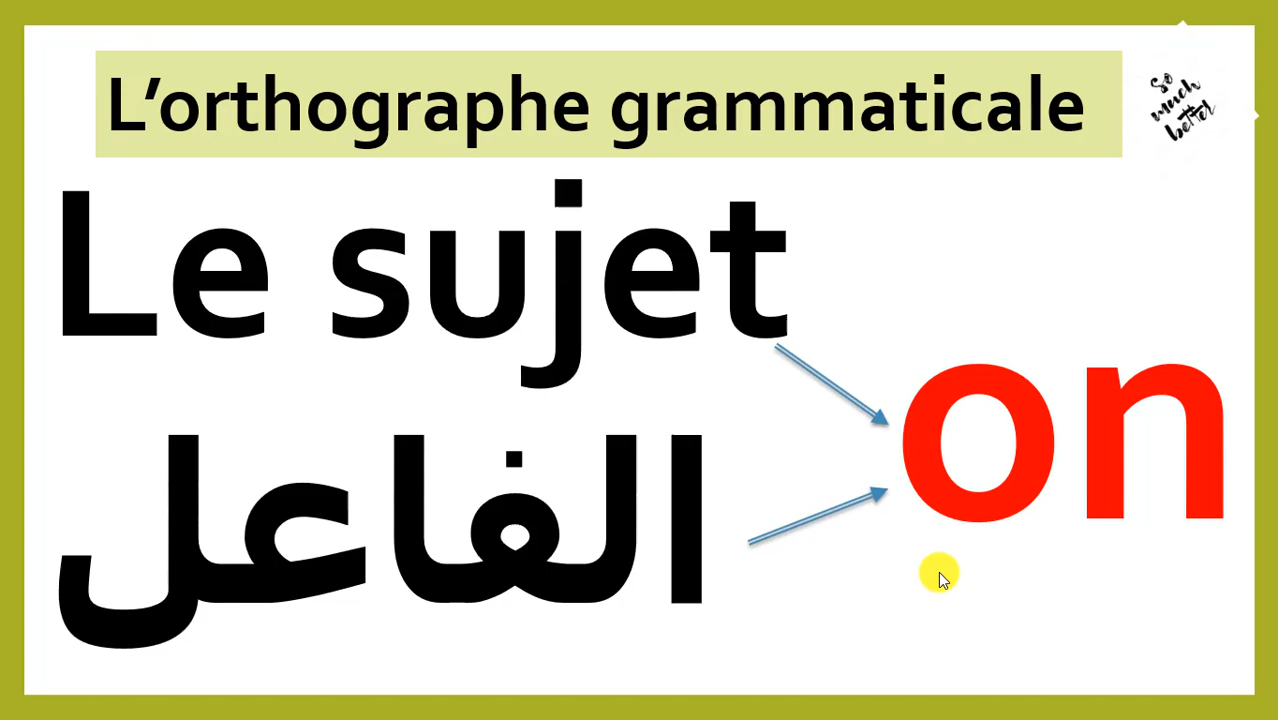 L’orthographe grammaticale
So
much
better
Le sujet
on
الفاعل